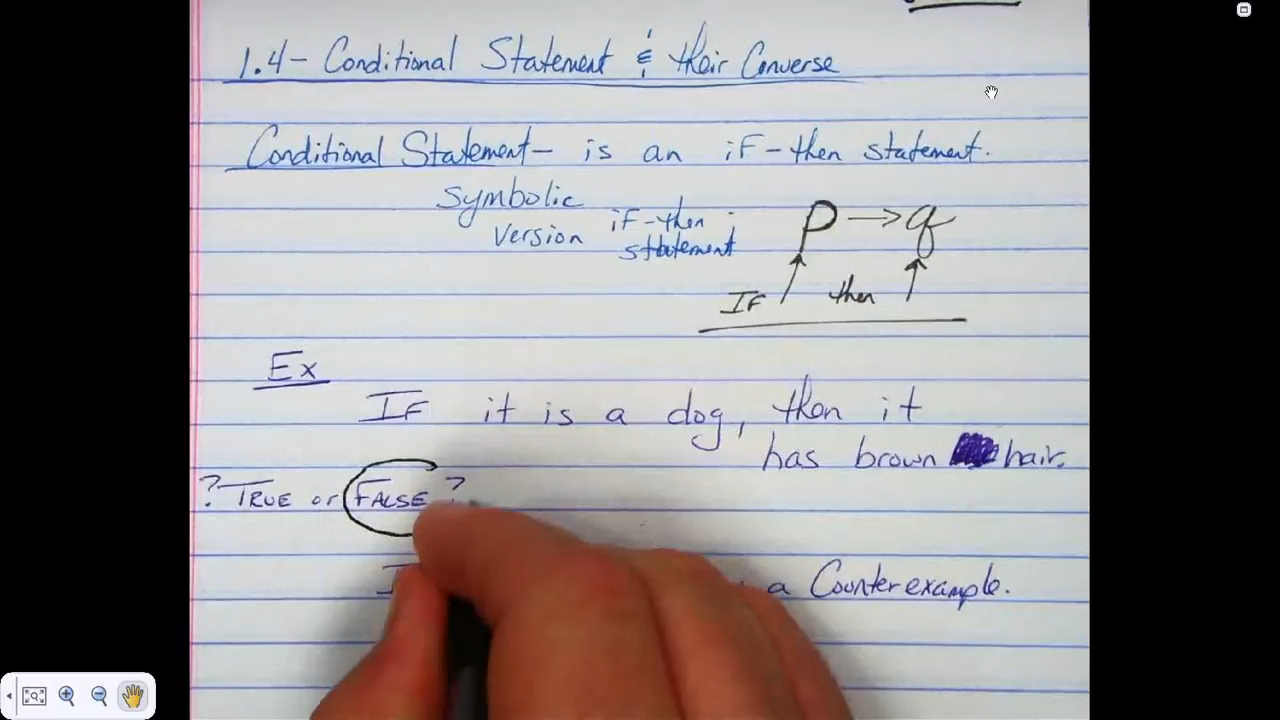 1.4- Conditional Statement & their Converse
Conditional Statement- is an if-then statement.
Symbolic version if-then statement
p → q
If then
Ex
If it is a dog, then it
has brown hair.
? TRUE or FALSE ?
a Counterexample.